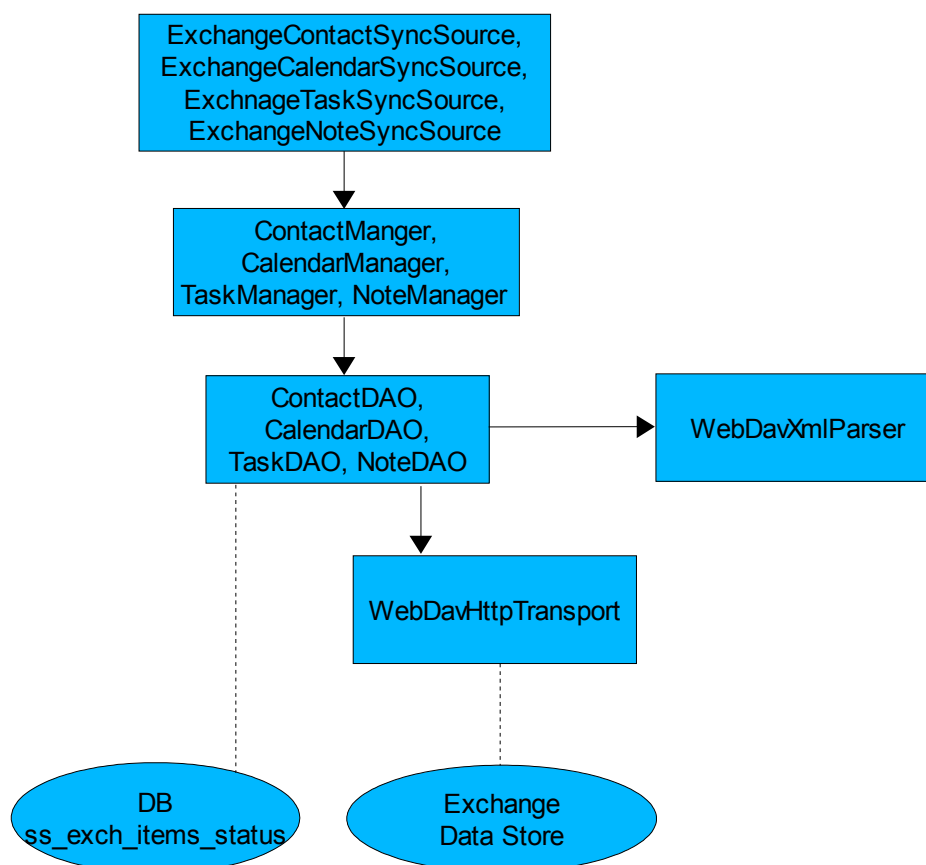 ExchangeContactSyncSource,
ExchangeCalendarSyncSource,
ExchnageTaskSyncSource,
ExchangeNoteSyncSource
ContactManger,
CalendarManager,
TaskManager, NoteManager
ContactDAO,
CalendarDAO,
TaskDAO, NoteDAO
WebDavXmlParser
WebDavHttpTransport
DB
ss_exch_items_status
Exchange
Data Store